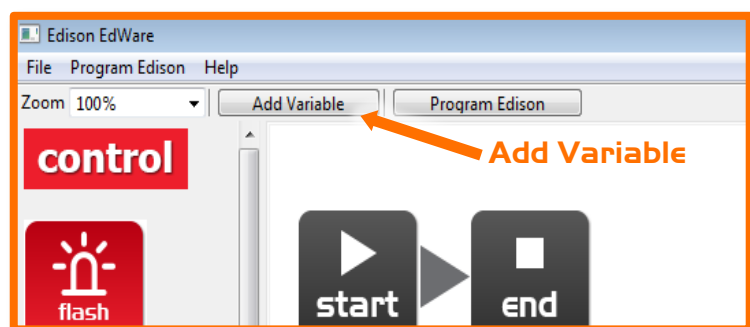 Edison EdWare
File Program Edison Help
Zoom 100% Add Variable Program Edison
control
Add Variable
flash
start
end